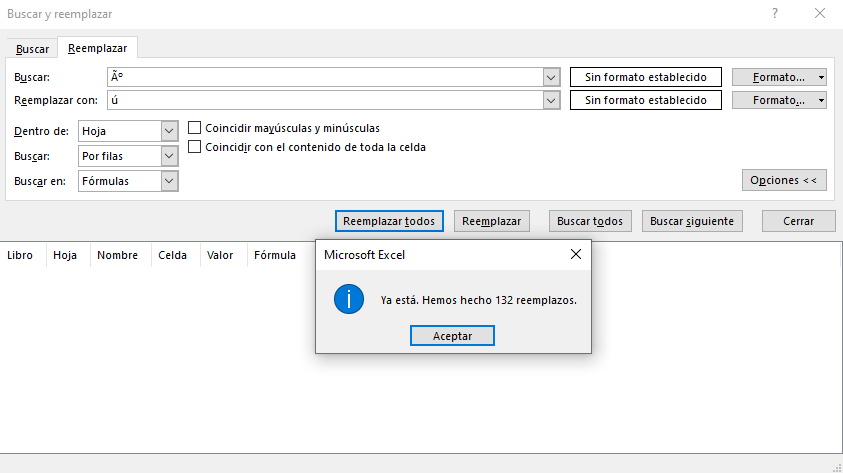 Buscar y reemplazar
?
Buscar
Reemplazar
Buscar:
Ãº
Sin formato establecido
Formato...
Reemplazar con:
ú
Sin formato establecido
Formato...
Dentro de:
Hoja
Coincidir mayúsculas y minúsculas
Buscar:
Por filas
Coincidir con el contenido de toda la celda
Buscar en:
Fórmulas
Opciones <<
Reemplazar todos
Reemplazar
Buscar todos
Buscar siguiente
Cerrar
Libro
Hoja
Nombre
Celda
Valor
Fórmula
Microsoft Excel
Ya está. Hemos hecho 132 reemplazos.
Aceptar